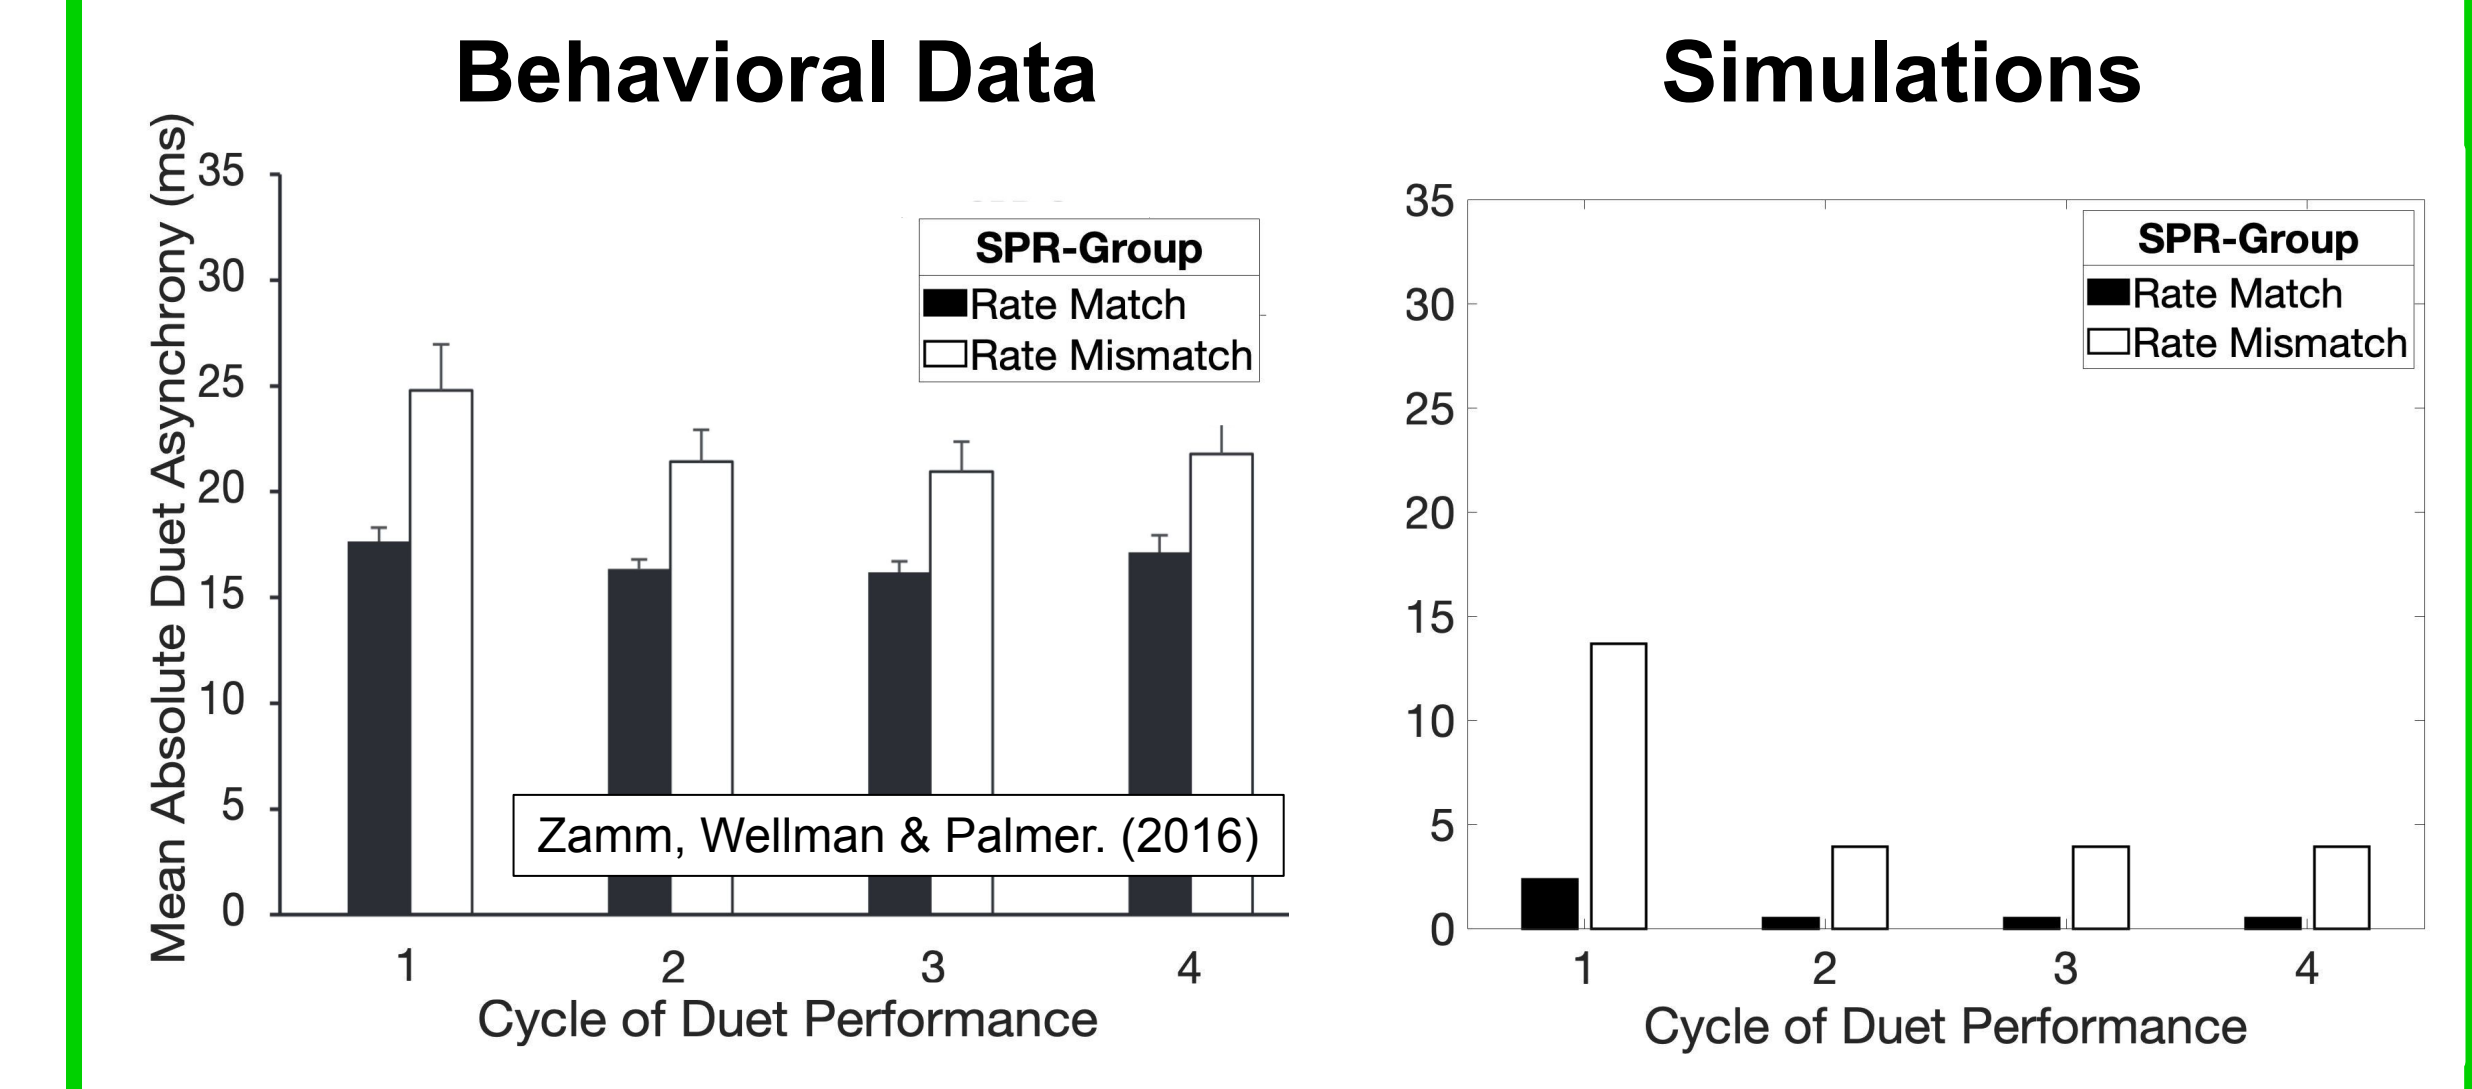 Behavioral Data
Mean Absolute Duet Asynchrony (ms)
35
30
25
20
15
10
5
0
SPR-Group
Rate Match
Rate Mismatch
Zamm, Wellman & Palmer. (2016)
1 2 3 4
Cycle of Duet Performance
Simulations
35
30
25
20
15
10
5
0
SPR-Group
Rate Match
Rate Mismatch
1 2 3 4
Cycle of Duet Performance